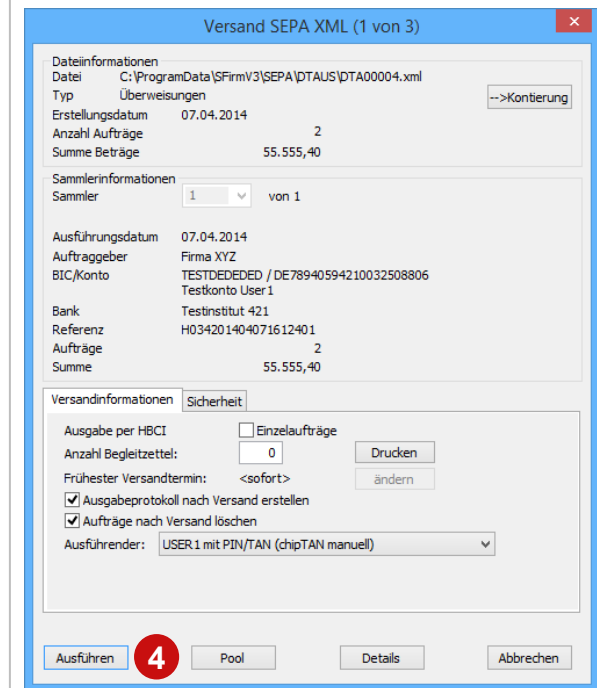 Versand SEPA XML (1 von 3)
Dateiinformationen
Datei C:\ProgramData\SFirmV3\SEPA\DTAUS\DTA00004.xml
Typ Überweisungen
-->Kontierung
Erstellungsdatum 07.04.2014
Anzahl Aufträge 2
Summe Beträge 55.555,40
Sammlerinformationen
Sammler 1 von 1
Ausführungsdatum 07.04.2014
Auftraggeber Firma XYZ
BIC/Konto TESTDEDEDED / DE78940594210032508806
Testkonto User1
Bank Testinstitut 421
Referenz H034201404071612401
Aufträge 2
Summe 55.555,40
Versandinformationen Sicherheit
Ausgabe per HBCI Einzelaufträge
Anzahl Begleitzettel: 0 Drucken
Frühester Versandtermin: <sofort> ändern
Ausgabeprotokoll nach Versand erstellen
Aufträge nach Versand löschen
Ausführender: USER1 mit PIN/TAN (chipTAN manuell)
Ausführen 4 Pool Details Abbrechen